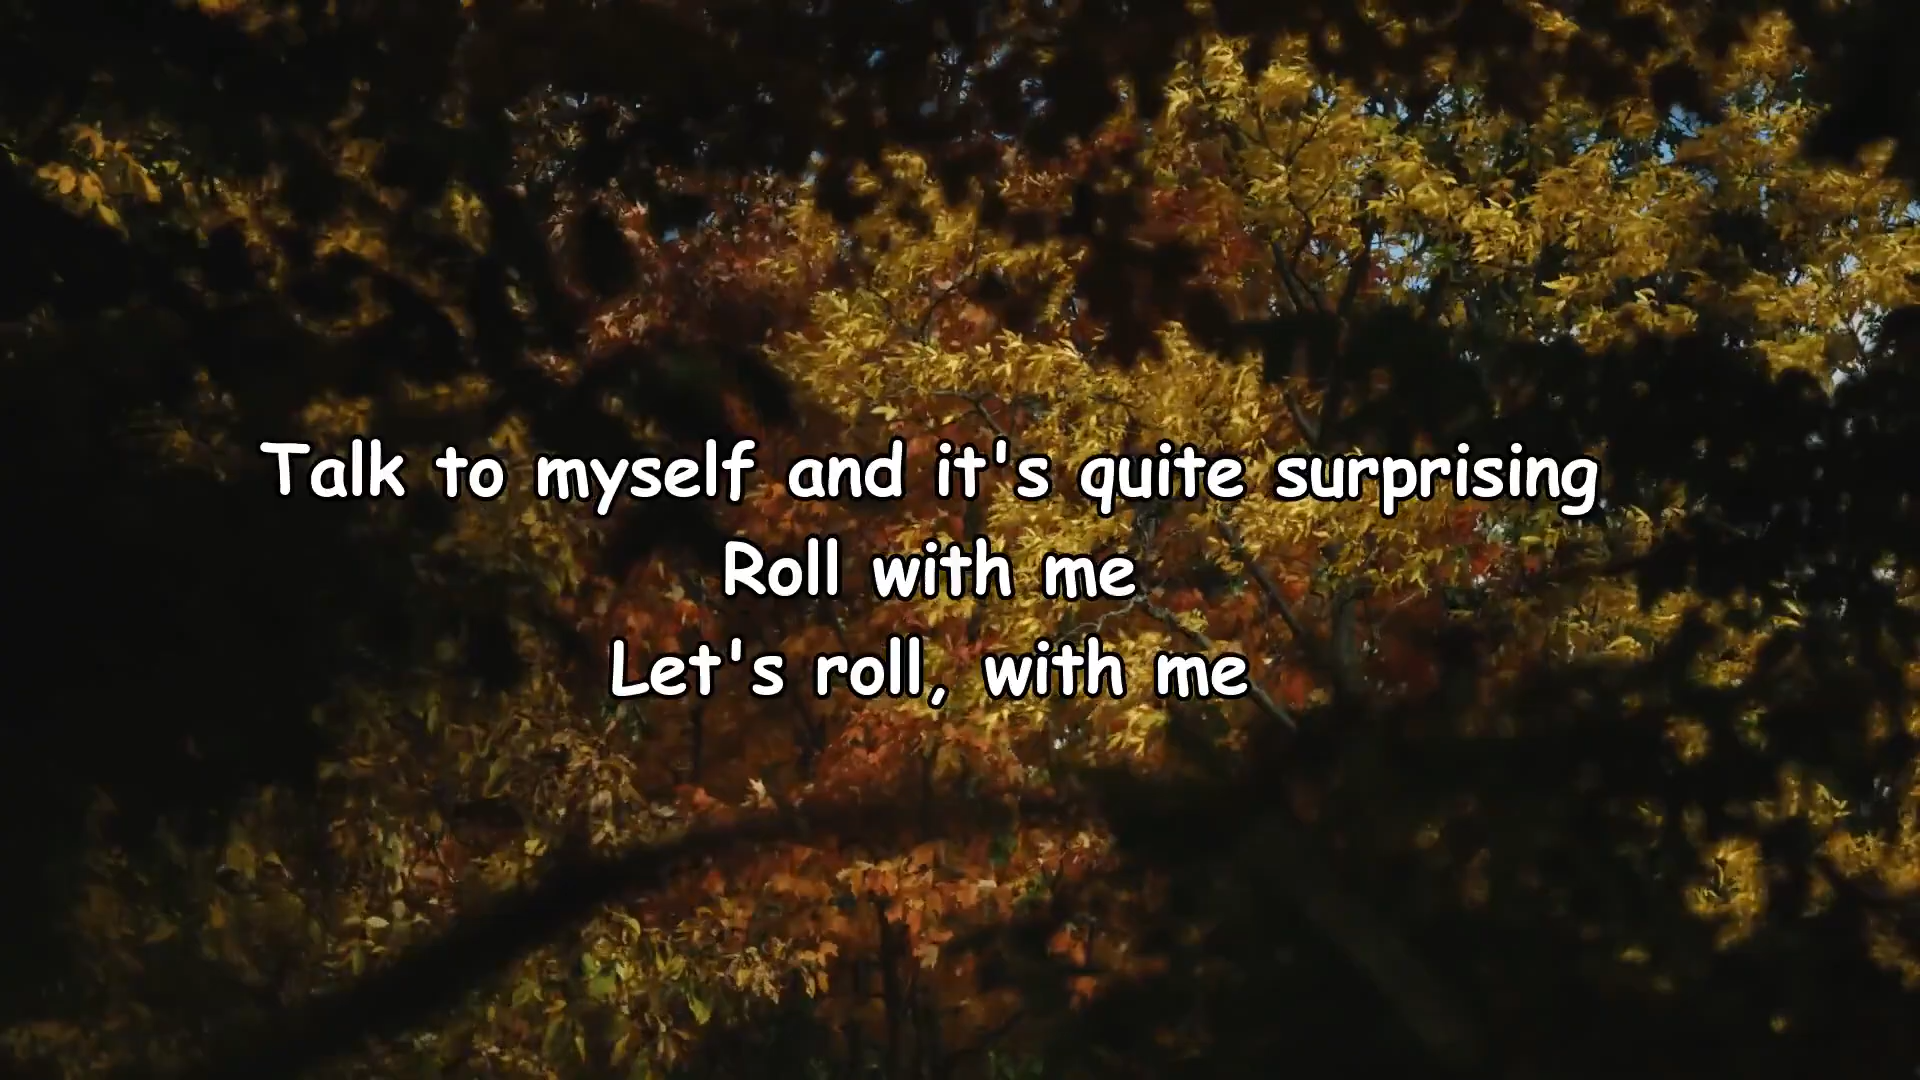 Talk to myself and it's quite surprising
Roll with me
Let's roll, with me